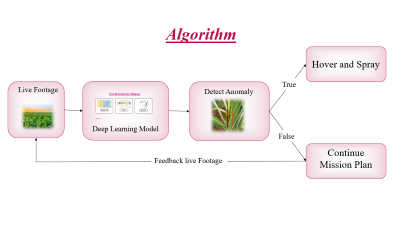 Algorithm
Live Footage
Deep Learning Model
Detect Anomaly
True
Hover and Spray
False
Continue
Mission Plan
Feedback live Footage